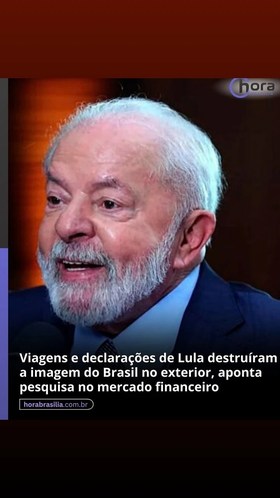 hora
Viagens e declarações de Lula destruíram
a imagem do Brasil no exterior, aponta
pesquisa no mercado financeiro
horabrasilia.com.br